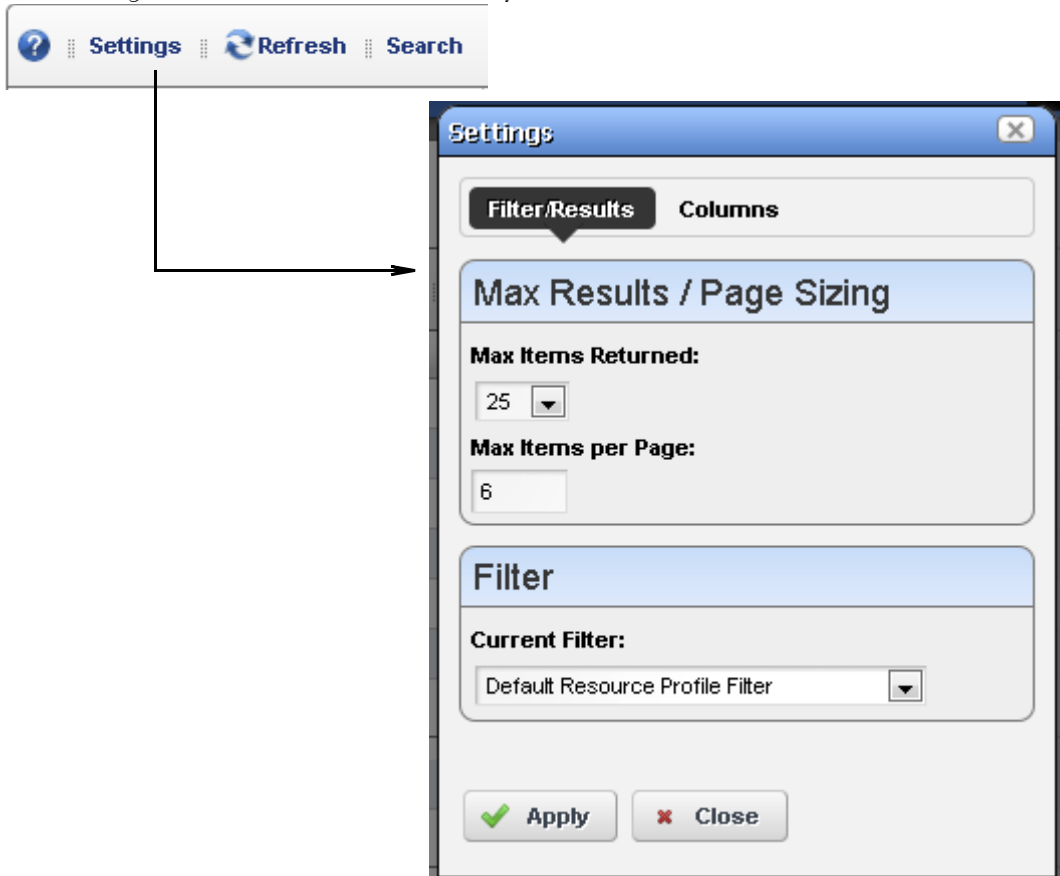 ? Settings Refresh Search
Settings
Filter/Results Columns
Max Results / Page Sizing
Max Items Returned:
25
Max Items per Page:
6
Filter
Current Filter:
Default Resource Profile Filter
Apply Close